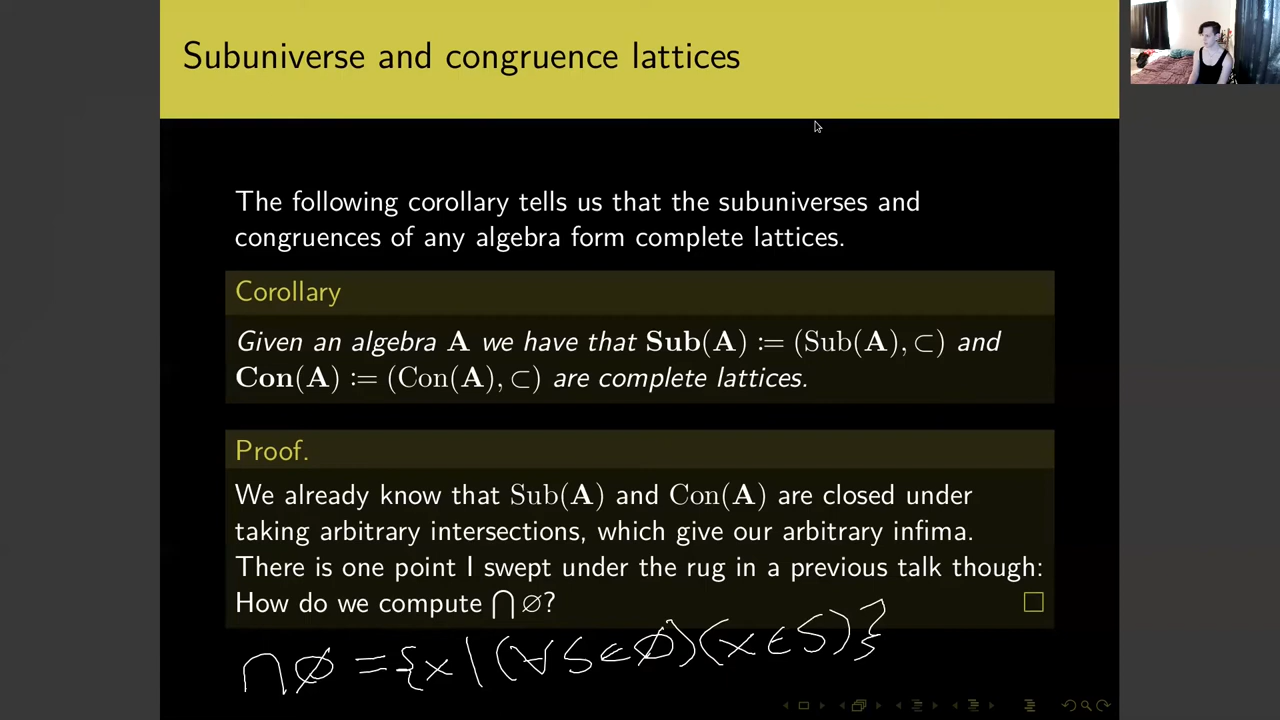 Subuniverse and congruence lattices
The following corollary tells us that the subuniverses and
congruences of any algebra form complete lattices.
Corollary
Given an algebra A we have that Sub(A) := (Sub(A), ⊂) and
Con(A) := (Con(A), ⊂) are complete lattices.
Proof.
We already know that Sub(A) and Con(A) are closed under
taking arbitrary intersections, which give our arbitrary infima.
There is one point I swept under the rug in a previous talk though:
How do we compute ⋂ ∅?
∩∅ = {x | (∀S∈∅)(x∈S)}